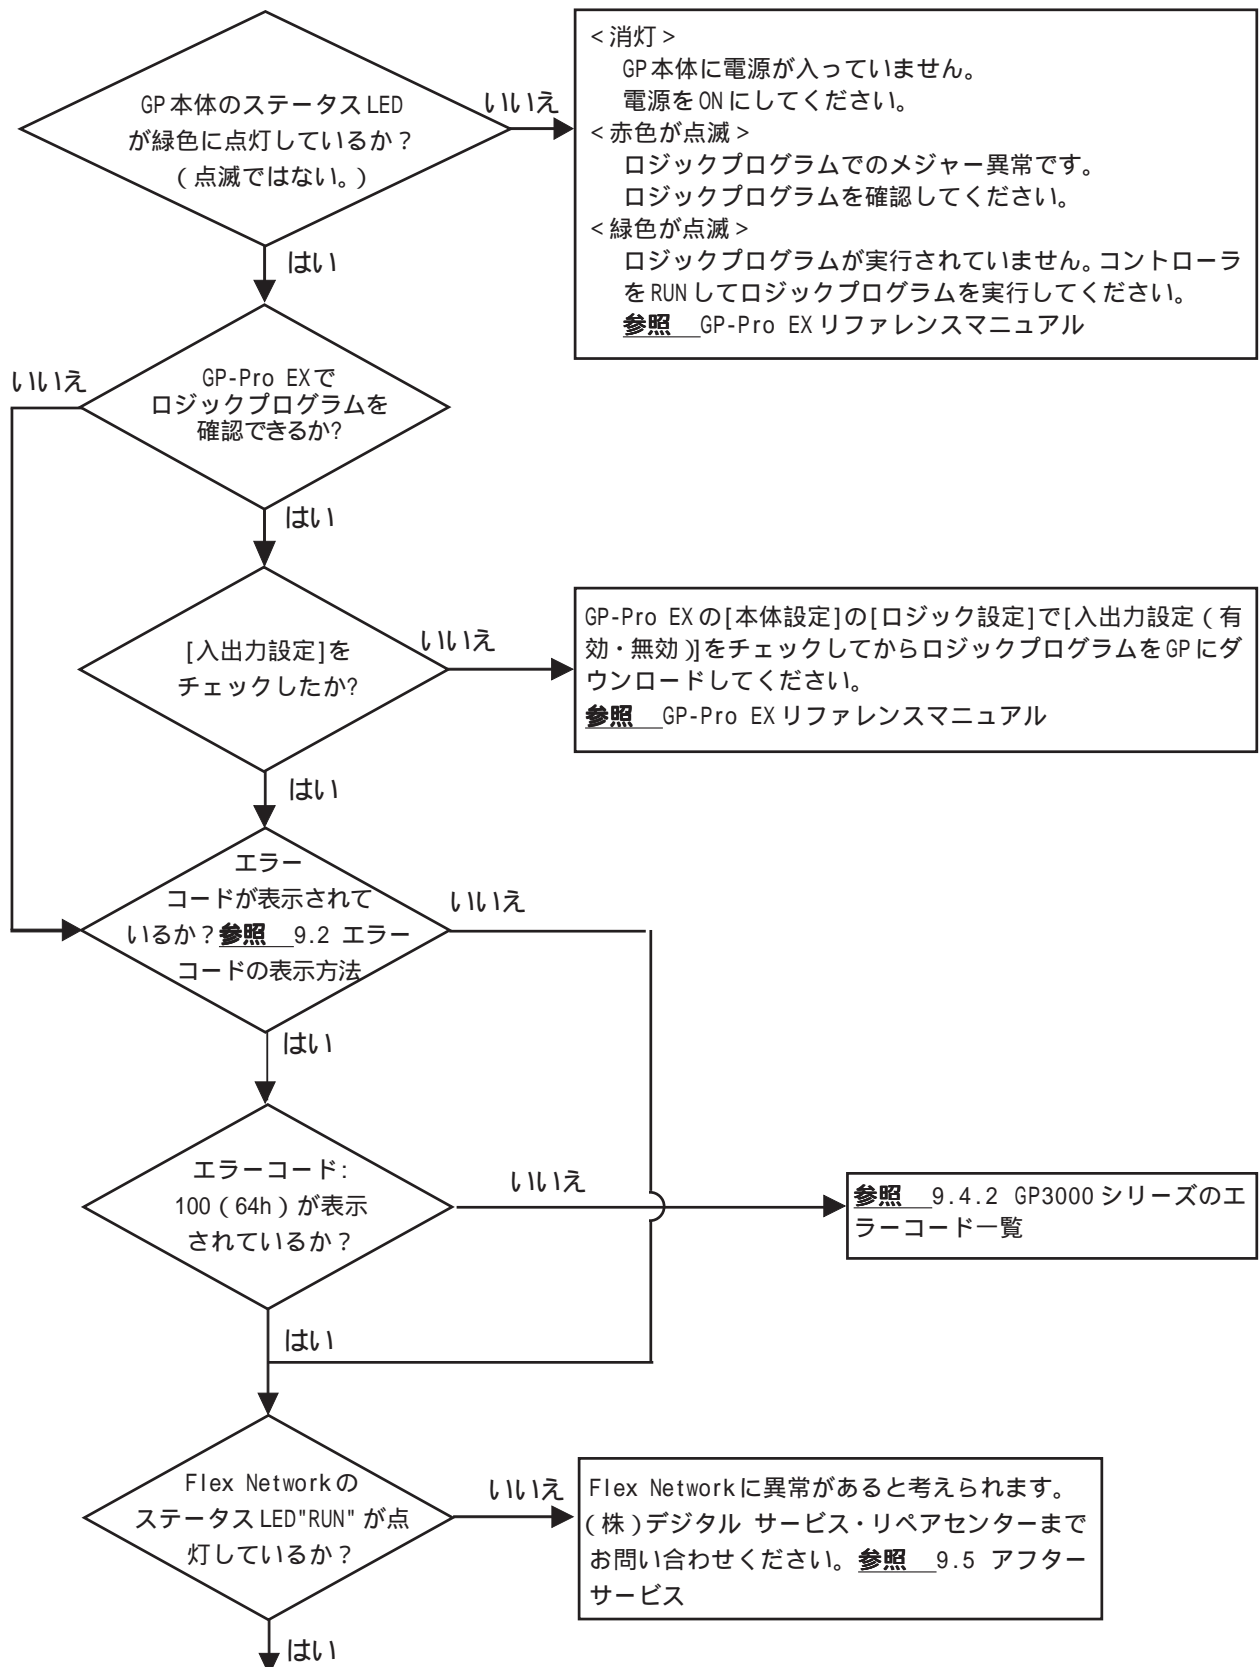 GP本体のステータスLED
が緑色に点灯しているか？
（点滅ではない。）
いいえ
＜消灯＞
GP本体に電源が入っていません。
電源をONにしてください。
＜赤色が点滅＞
ロジックプログラムでのメジャー異常です。
ロジックプログラムを確認してください。
＜緑色が点滅＞
ロジックプログラムが実行されていません。コントローラ
をRUNしてロジックプログラムを実行してください。
参照 GP-Pro EXリファレンスマニュアル
はい
いいえ
GP-Pro EXで
ロジックプログラムを
確認できるか?
はい
[入出力設定]を
チェックしたか?
いいえ
GP-Pro EXの[本体設定]の[ロジック設定]で[入出力設定（有
効・無効）]をチェックしてからロジックプログラムをGPにダ
ウンロードしてください。
参照 GP-Pro EXリファレンスマニュアル
はい
エラー
コードが表示されて
いるか？参照 9.2 エラー
コードの表示方法
いいえ
はい
エラーコード:
100（64h）が表示
されているか？
いいえ
参照 9.4.2 GP3000シリーズのエ
ラーコード一覧
はい
Flex Networkの
ステータスLED"RUN"が点
灯しているか？
いいえ
Flex Networkに異常があると考えられます。
（株）デジタル サービス・リペアセンターまで
お問い合わせください。参照 9.5 アフター
サービス
はい